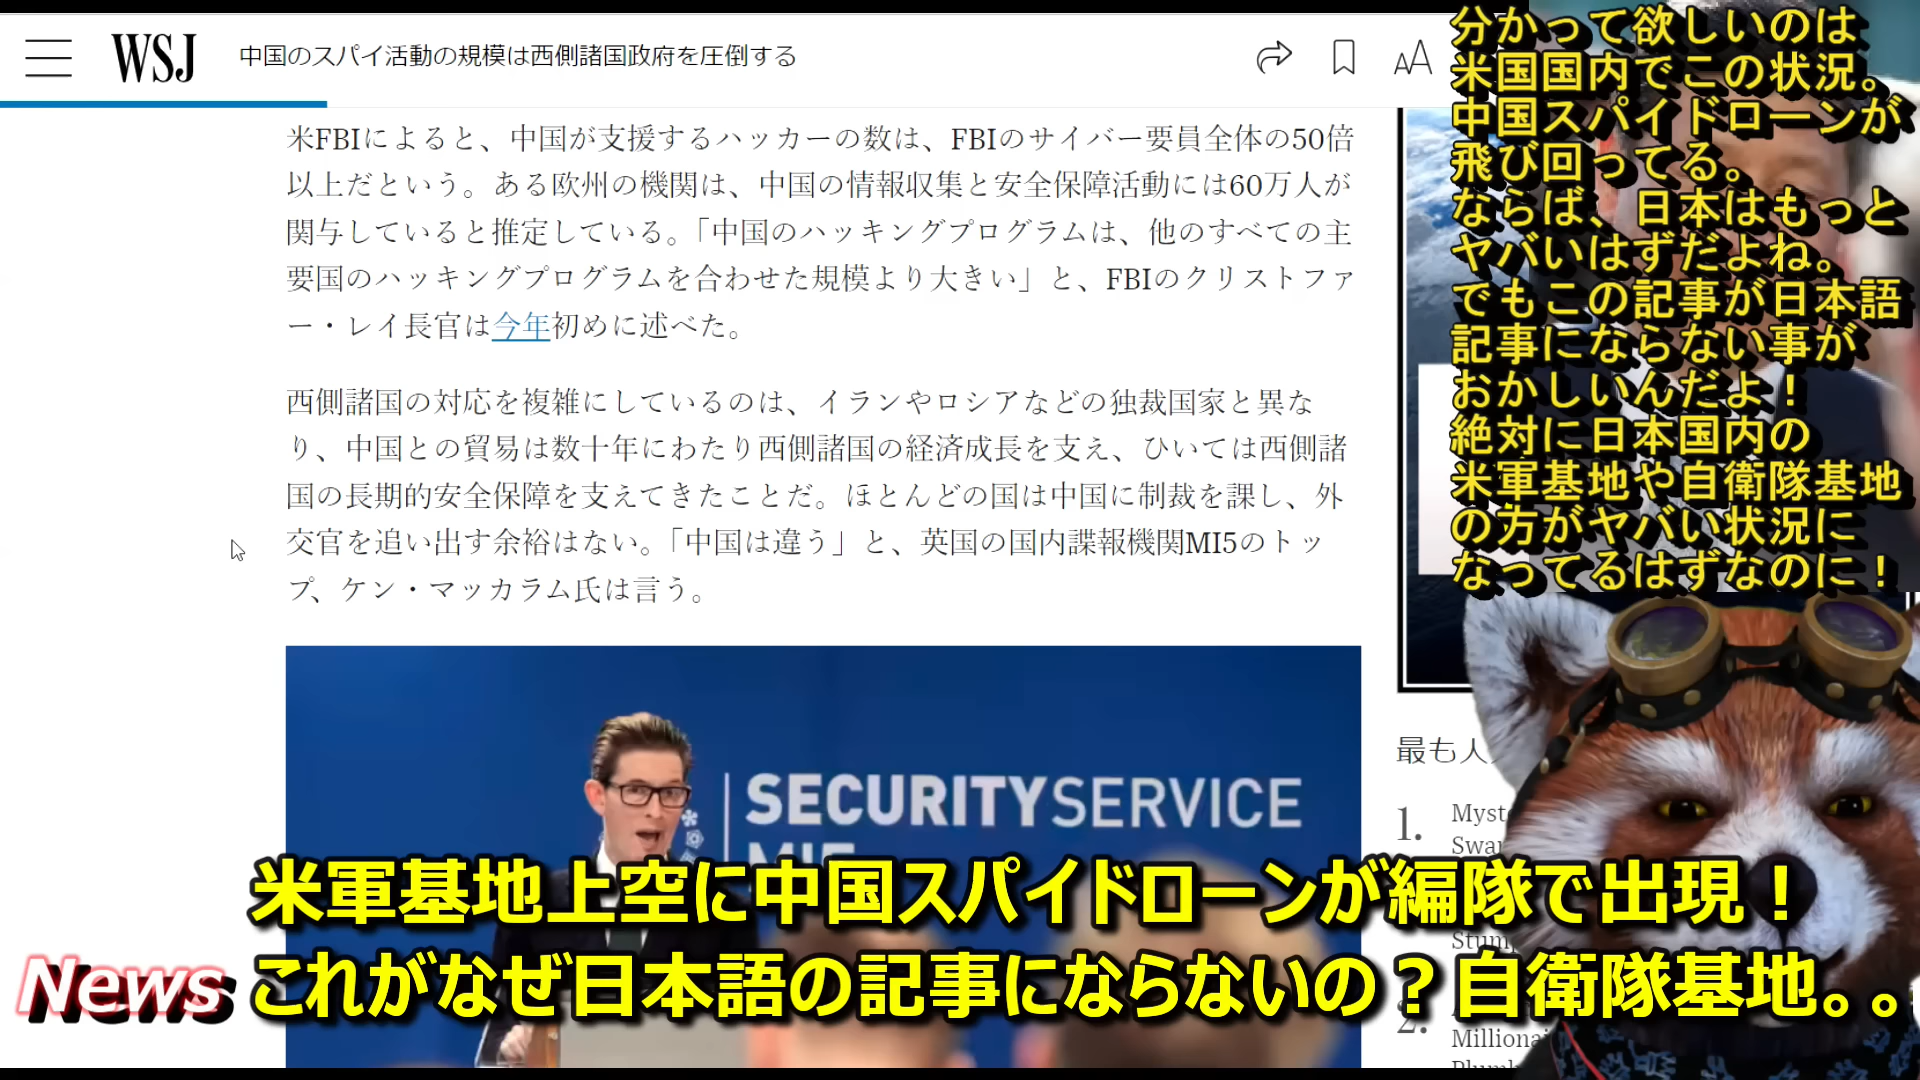 WSJ
中国のスパイ活動の規模は西側諸国政府を圧倒する
AA
米FBIによると、中国が支援するハッカーの数は、FBIのサイバー要員全体の50倍
以上だという。ある欧州の機関は、中国の情報収集と安全保障活動には60万人が
関与していると推定している。「中国のハッキングプログラムは、他のすべての主
要国のハッキングプログラムを合わせた規模より大きい」と、FBIのクリストファ
ー・レイ長官は今年初めに述べた。
西側諸国の対応を複雑にしているのは、イランやロシアなどの独裁国家と異な
り、中国との貿易は数十年にわたり西側諸国の経済成長を支え、ひいては西側諸
国の長期的安全保障を支えてきたことだ。ほとんどの国は中国に制裁を課し、外
交官を追い出す余裕はない。「中国は違う」と、英国の国内諜報機関MI5のトッ
プ、ケン・マッカラム氏は言う。
SECURITYSERVICE
MI5
分かって欲しいのは
米国国内でこの状況。
中国スパイドローンが
飛び回ってる。
ならば、日本はもっと
ヤバいはずだよね。
でもこの記事が日本語
記事にならない事が
おかしいんだよ！
絶対に日本国内の
米軍基地や自衛隊基地
の方がヤバい状況に
なってるはずなのに！
最も人
1.
2.
Millionai
米軍基地上空に中国スパイドローンが編隊で出現！
News
これがなぜ日本語の記事にならないの？自衛隊基地。。